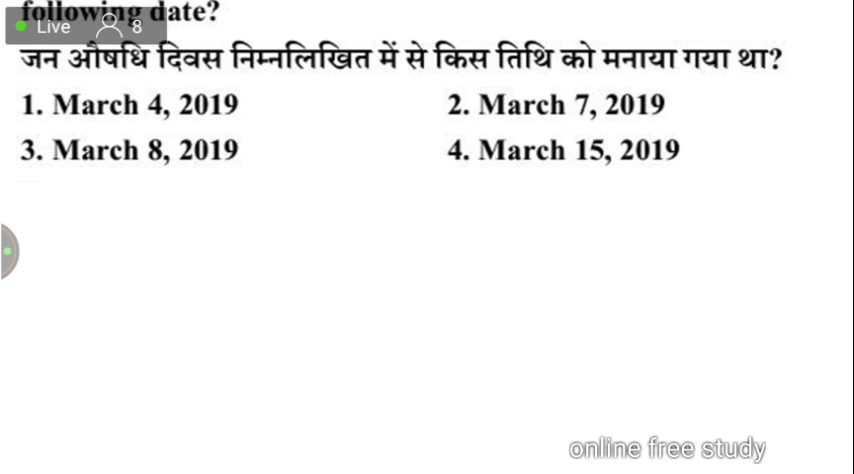 following date?
Live 8
जन औषधि दिवस निम्नलिखित में से किस तिथि को मनाया गया था?
1. March 4, 2019 2. March 7, 2019
3. March 8, 2019 4. March 15, 2019
online free study